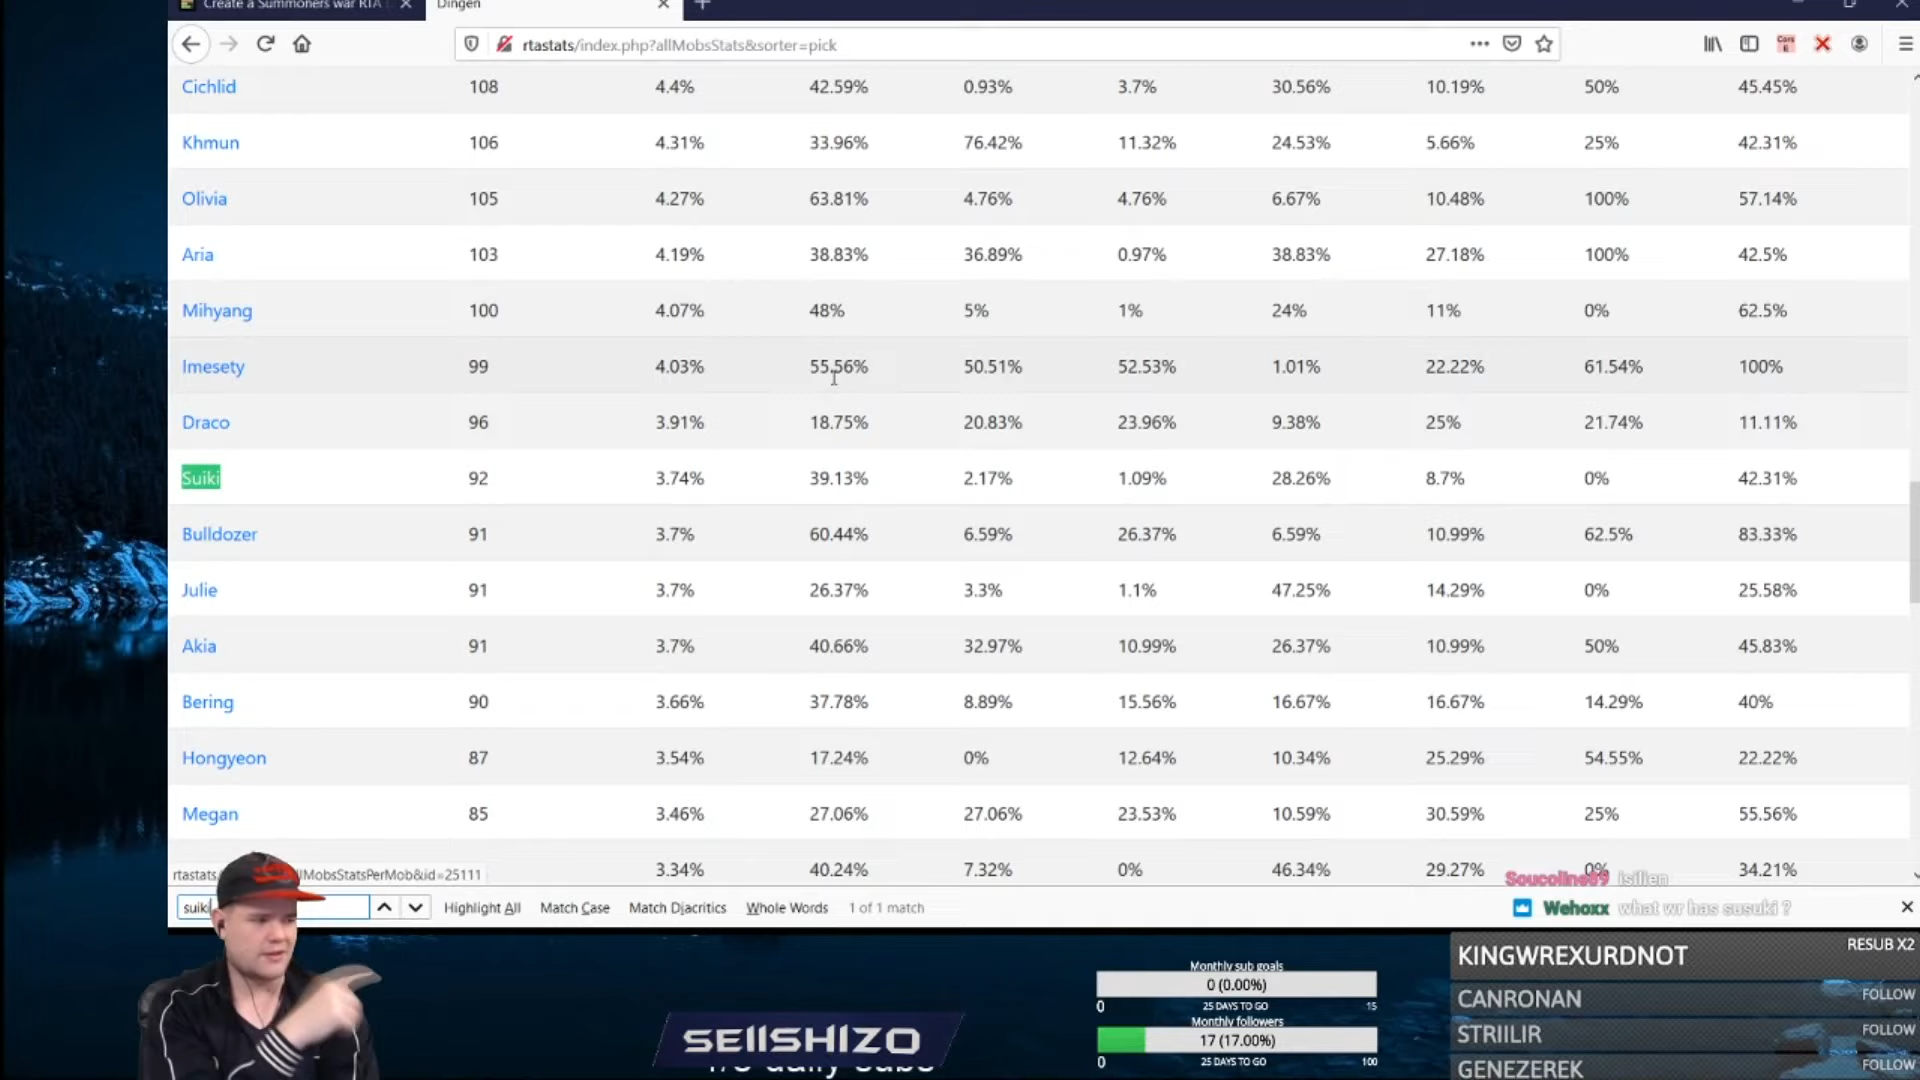 Create a Summoners war RTA
Dingen
rtastats/index.php?allMobsStats&sorter=pick
Cichlid 108 4.4% 42.59% 0.93% 3.7% 30.56% 10.19% 50% 45.45%
Khmun 106 4.31% 33.96% 76.42% 11.32% 24.53% 5.66% 25% 42.31%
Olivia 105 4.27% 63.81% 4.76% 4.76% 6.67% 10.48% 100% 57.14%
Aria 103 4.19% 38.83% 36.89% 0.97% 38.83% 27.18% 100% 42.5%
Mihyang 100 4.07% 48% 5% 1% 24% 11% 0% 62.5%
Imesety 99 4.03% 55.56% 50.51% 52.53% 1.01% 22.22% 61.54% 100%
Draco 96 3.91% 18.75% 20.83% 23.96% 9.38% 25% 21.74% 11.11%
Suiki 92 3.74% 39.13% 2.17% 1.09% 28.26% 8.7% 0% 42.31%
Bulldozer 91 3.7% 60.44% 6.59% 26.37% 6.59% 10.99% 62.5% 83.33%
Julie 91 3.7% 26.37% 3.3% 1.1% 47.25% 14.29% 0% 25.58%
Akia 91 3.7% 40.66% 32.97% 10.99% 26.37% 10.99% 50% 45.83%
Bering 90 3.66% 37.78% 8.89% 15.56% 16.67% 16.67% 14.29% 40%
Hongyeon 87 3.54% 17.24% 0% 12.64% 10.34% 25.29% 54.55% 22.22%
Megan 85 3.46% 27.06% 27.06% 23.53% 10.59% 30.59% 25% 55.56%
3.34% 40.24% 7.32% 0% 46.34% 29.27% 0% 34.21%
rtastats. lMobsStatsPerMob&id=25111
Soucoline89 isilien
suiki Highlight All Match Case Match Diacritics Whole Words 1 of 1 match
Wehoxx what wr has susuki ?
KINGWREXURDNOT RESUB X2
CANRONAN FOLLOW
STRIILIR FOLLOW
GENEZEREK FOLLOW
Monthly sub goals
0 (0.00%)
0 25 DAYS TO GO 15
Monthly followers
17 (17.00%)
0 25 DAYS TO GO 100
SEIISHIZO
daily subs